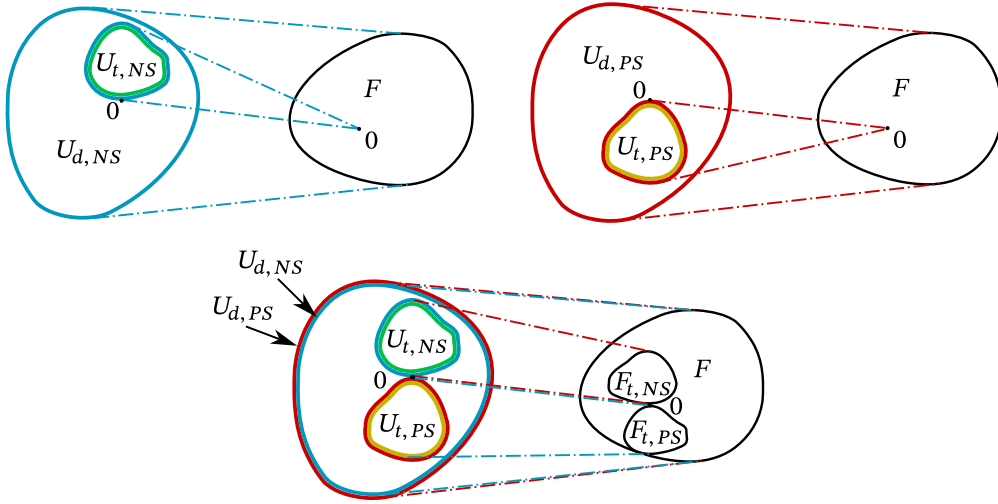 U_{t,NS}
0
U_{d,NS}
F
0
U_{d,PS}
0
U_{t,PS}
F
0
U_{d,NS}
U_{d,PS}
U_{t,NS}
0
U_{t,PS}
F
F_{t,NS}
0
F_{t,PS}